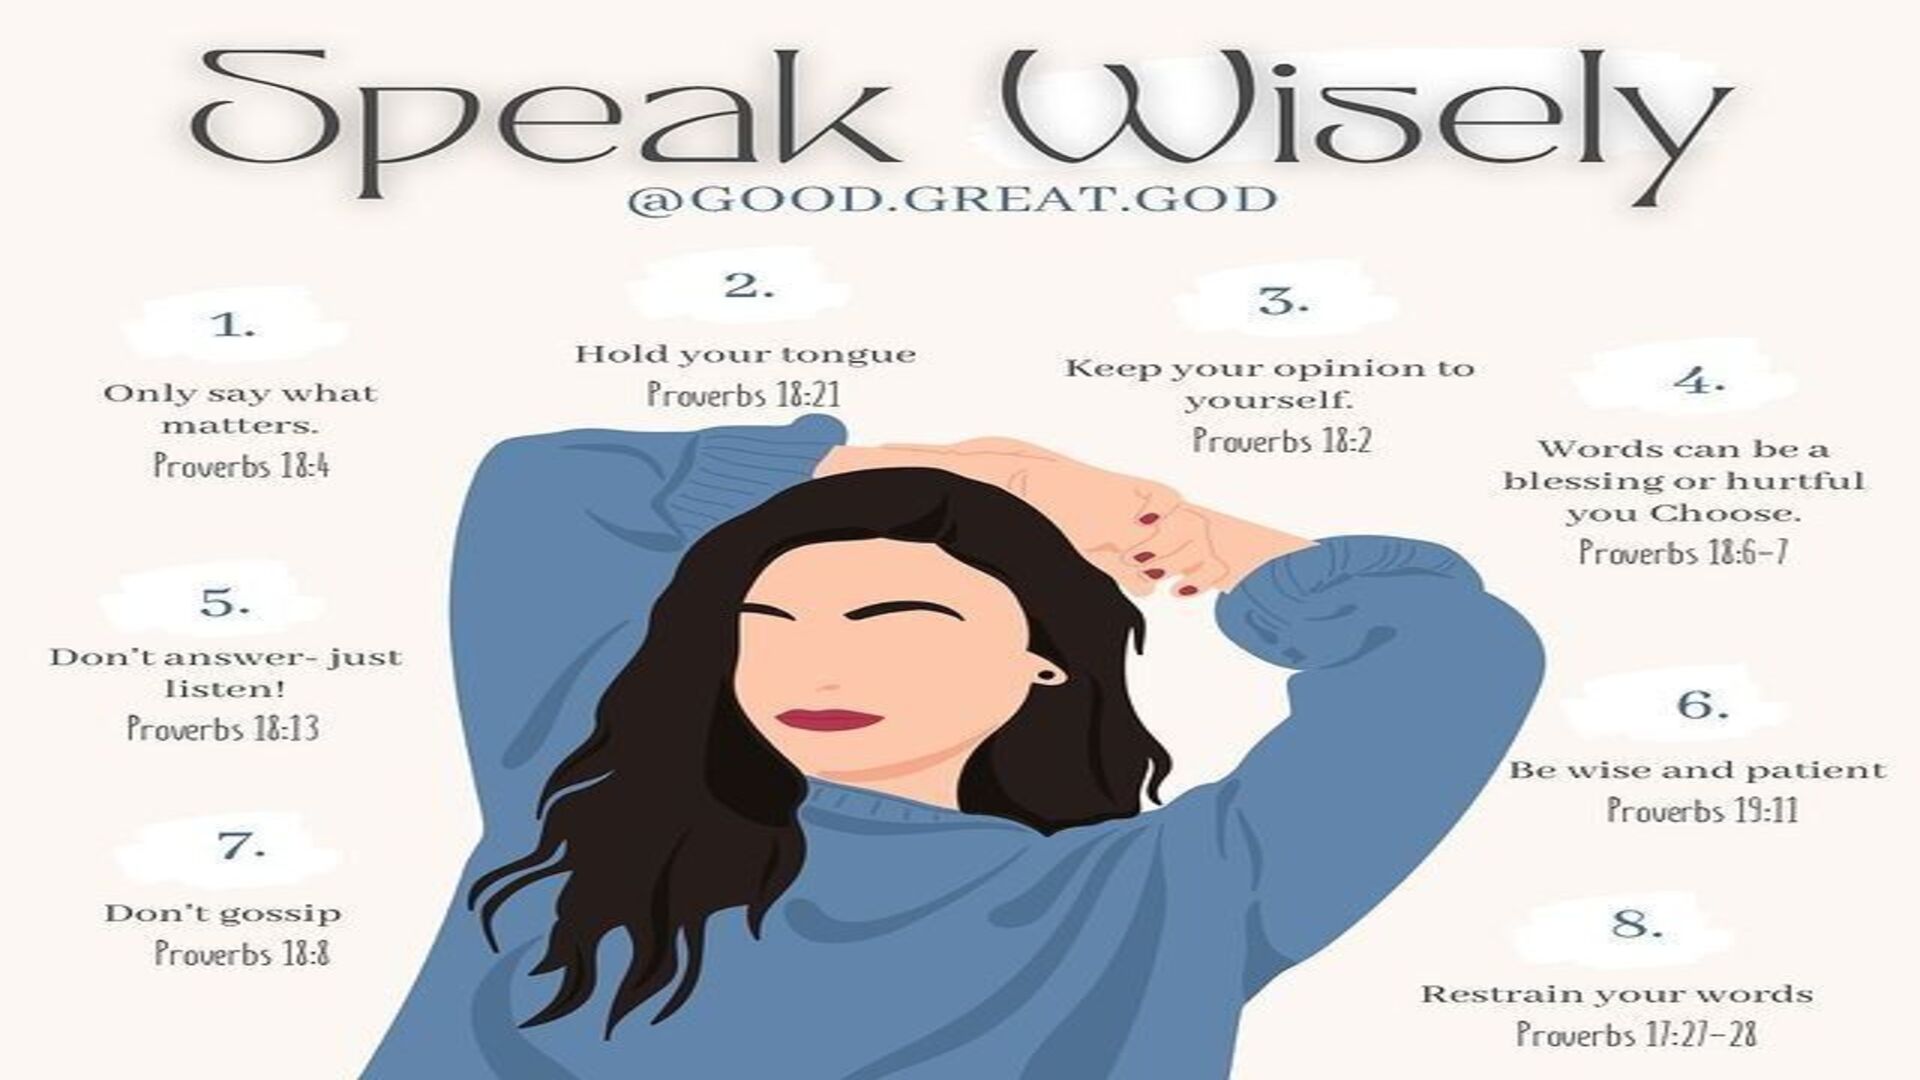 Speak Wisely
@GOOD.GREAT.GOD
1.
Only say what
matters.
Proverbs 18:4
2.
Hold your tongue
Proverbs 18:21
3.
Keep your opinion to
yourself.
Proverbs 18:2
4.
Words can be a
blessing or hurtful
you Choose.
Proverbs 18:6-7
5.
Don't answer- just
listen!
Proverbs 18:13
6.
Be wise and patient
Proverbs 19:11
7.
Don't gossip
Proverbs 18:8
8.
Restrain your words
Proverbs 17:27-28